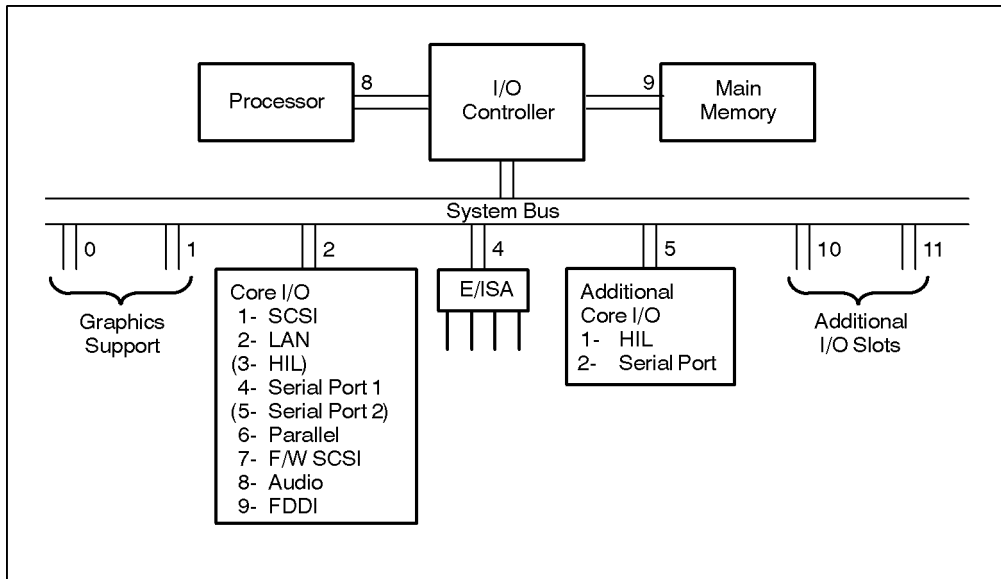 Processor
8
I/O
Controller
9
Main
Memory
System Bus
0
1
2
4
5
10
11
Graphics
Support
Core I/O
1- SCSI
2- LAN
(3- HIL)
4- Serial Port 1
(5- Serial Port 2)
6- Parallel
7- F/W SCSI
8- Audio
9- FDDI
E/ISA
Additional
Core I/O
1- HIL
2- Serial Port
Additional
I/O Slots